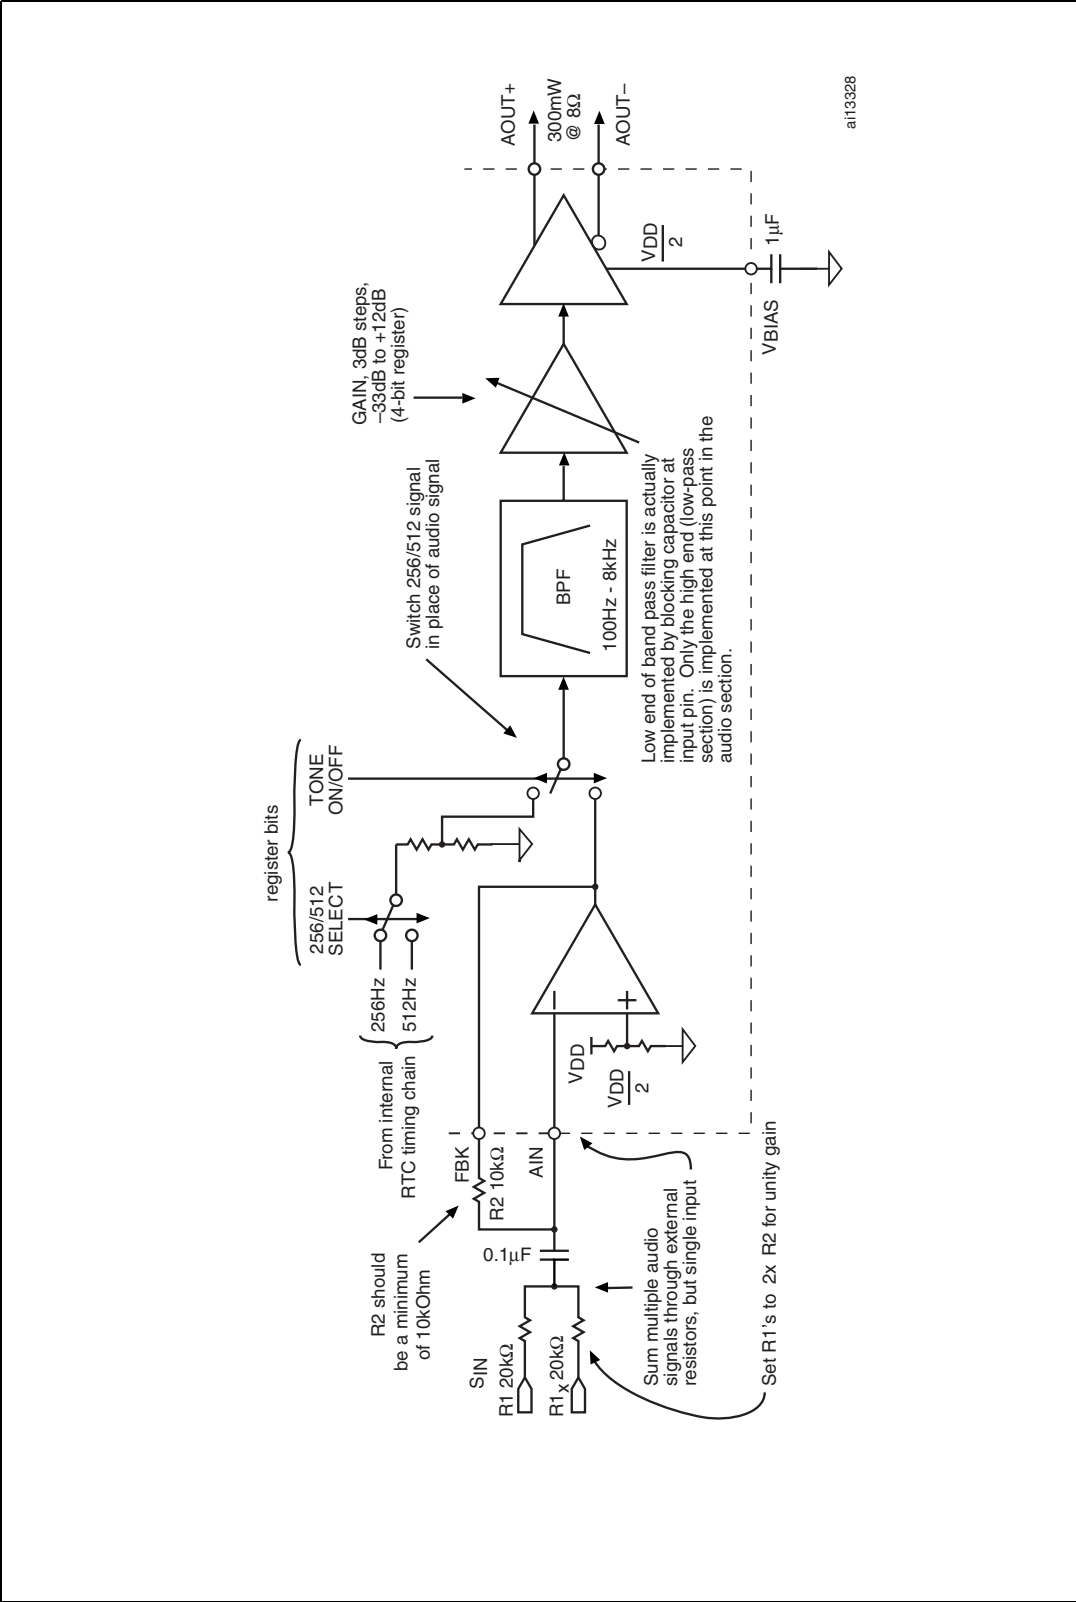 register bits
256/512
SELECT
TONE
ON/OFF
Switch 256/512 signal
in place of audio signal
GAIN, 3dB steps,
–33dB to +12dB
(4-bit register)
From internal
RTC timing chain
256Hz
512Hz
R2 should
be a minimum
of 10kOhm
FBK
R2 10kΩ
AIN
0.1µF
SIN
R1 20kΩ
R1x 20kΩ
VDD
VDD
2
–
+
BPF
100Hz - 8kHz
AOUT+
300mW
@ 8Ω
AOUT–
VDD
2
VBIAS
1µF
Low end of band pass filter is actually
implemented by blocking capacitor at
input pin. Only the high end (low-pass
section) is implemented at this point in the
audio section.
Sum multiple audio
signals through external
resistors, but single input
Set R1's to 2x R2 for unity gain
ai13328